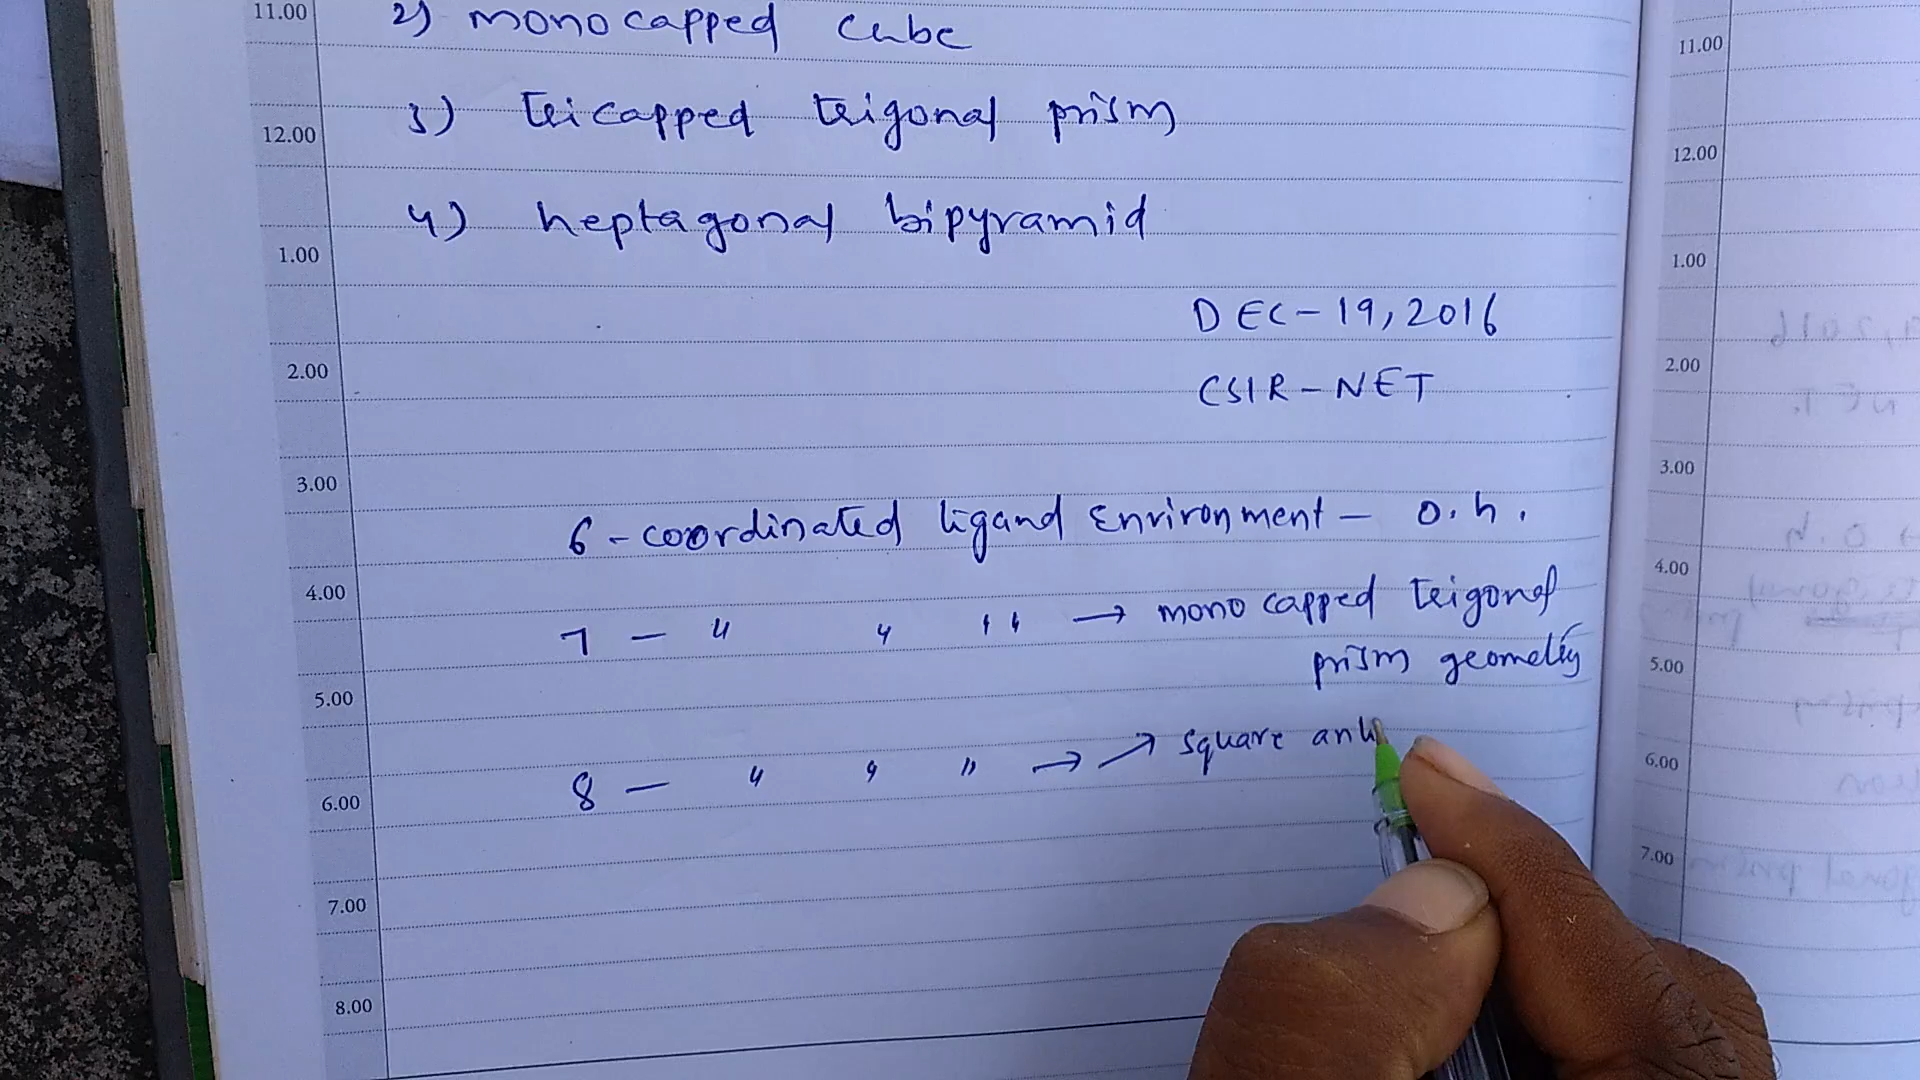 11.00
2) mono capped cube
3) tricapped trigonal prism
12.00
4) heptagonal bipyramid
1.00
DEC-19, 2016
2.00
CSIR-NET
3.00
6-coordinated ligand environment - o.h.
4.00
7 - " " " → mono capped trigonal
prism geometry
5.00
8 - " " " → → square anti
6.00
7.00
8.00
11.00
12.00
1.00
2.00
3.00
4.00
5.00
6.00
7.00